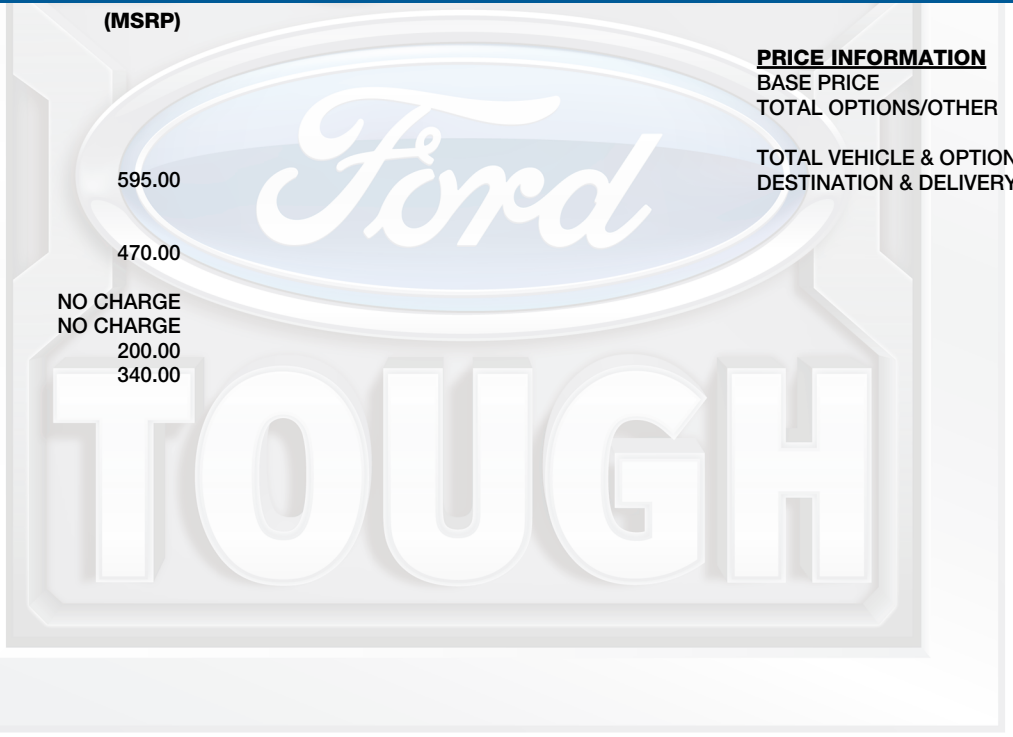 (MSRP)
595.00
470.00
NO CHARGE
NO CHARGE
200.00
340.00
PRICE INFORMATION
BASE PRICE
TOTAL OPTIONS/OTHER
TOTAL VEHICLE & OPTION
DESTINATION & DELIVERY
Ford
TOUGH